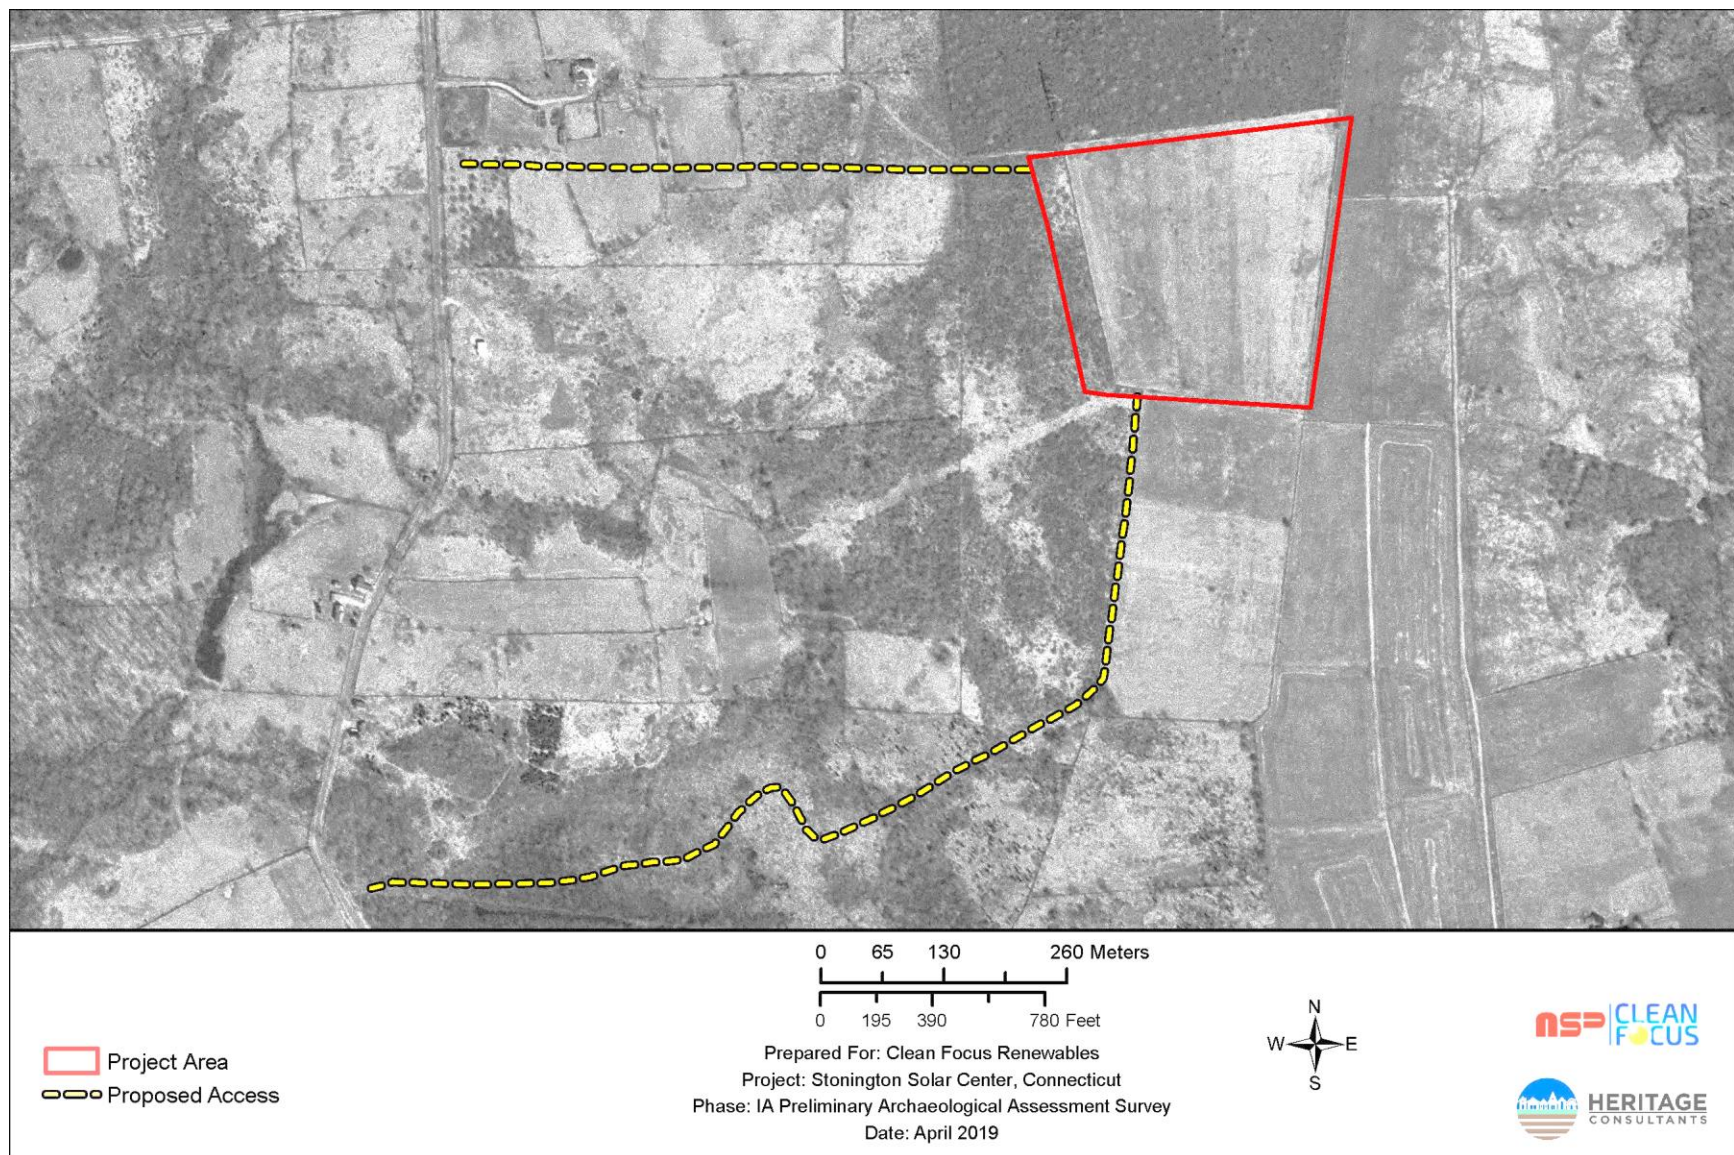 0 65 130 260 Meters
0 195 390 780 Feet
Prepared For: Clean Focus Renewables
Project: Stonington Solar Center, Connecticut
Phase: IA Preliminary Archaeological Assessment Survey
Date: April 2019
Project Area
Proposed Access
N
W E
S
nsp CLEAN
FOCUS
HERITAGE
CONSULTANTS